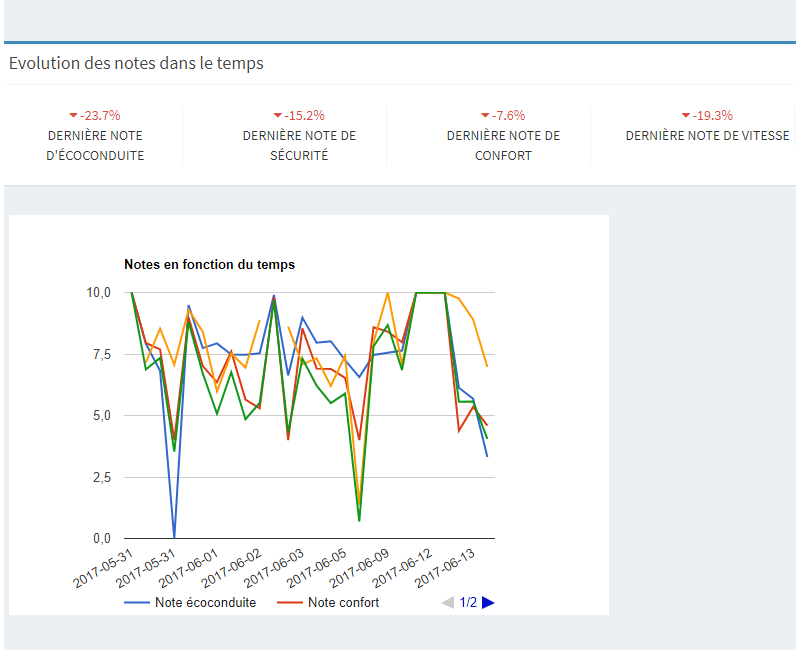 Evolution des notes dans le temps
-23.7%
DERNIÈRE NOTE
D'ÉCOCONDUITE
-15.2%
DERNIÈRE NOTE DE
SÉCURITÉ
-7.6%
DERNIÈRE NOTE DE
CONFORT
-19.3%
DERNIÈRE NOTE DE VITESSE
Notes en fonction du temps
10,0
7,5
5,0
2,5
0,0
2017-05-31
2017-05-31
2017-06-01
2017-06-02
2017-06-03
2017-06-05
2017-06-09
2017-06-12
2017-06-13
Note écoconduite
Note confort
1/2